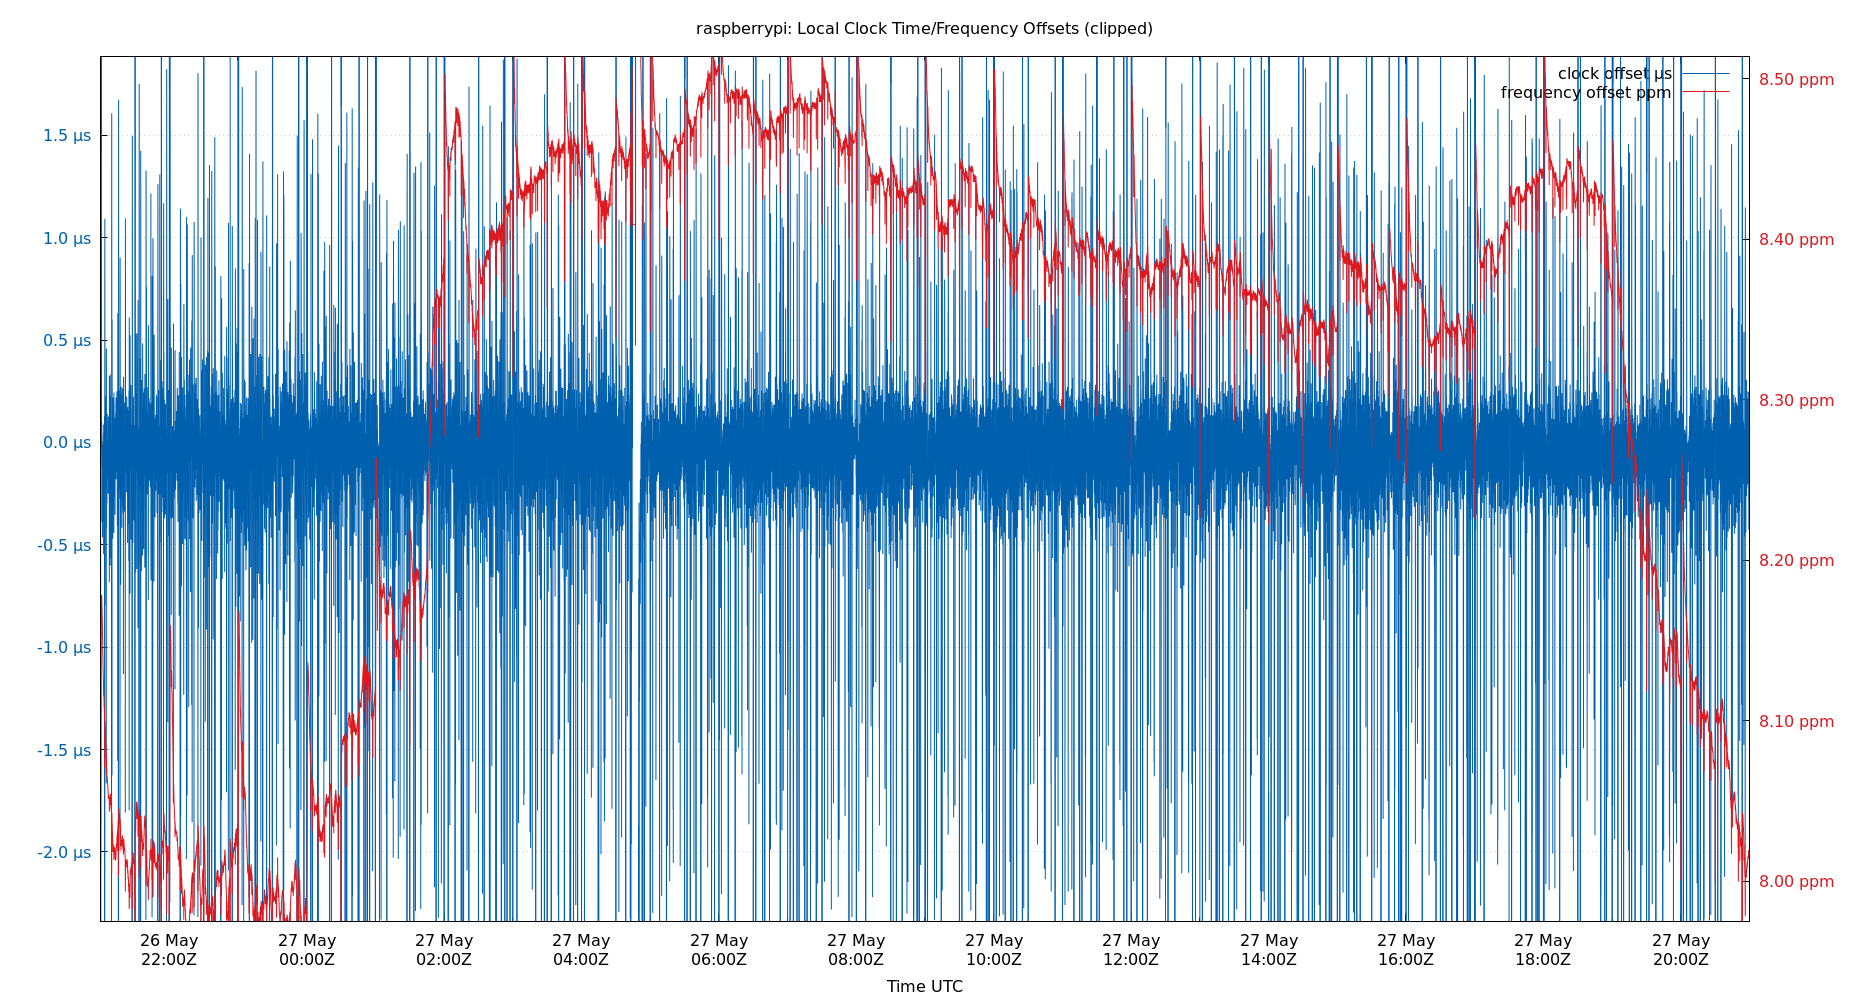 raspberrypi: Local Clock Time/Frequency Offsets (clipped)
clock offset µs
frequency offset ppm
1.5 µs
1.0 µs
0.5 µs
0.0 µs
-0.5 µs
-1.0 µs
-1.5 µs
-2.0 µs
8.50 ppm
8.40 ppm
8.30 ppm
8.20 ppm
8.10 ppm
8.00 ppm
26 May 27 May 27 May 27 May 27 May 27 May 27 May 27 May 27 May 27 May 27 May 27 May
22:00Z 00:00Z 02:00Z 04:00Z 06:00Z 08:00Z 10:00Z 12:00Z 14:00Z 16:00Z 18:00Z 20:00Z
Time UTC